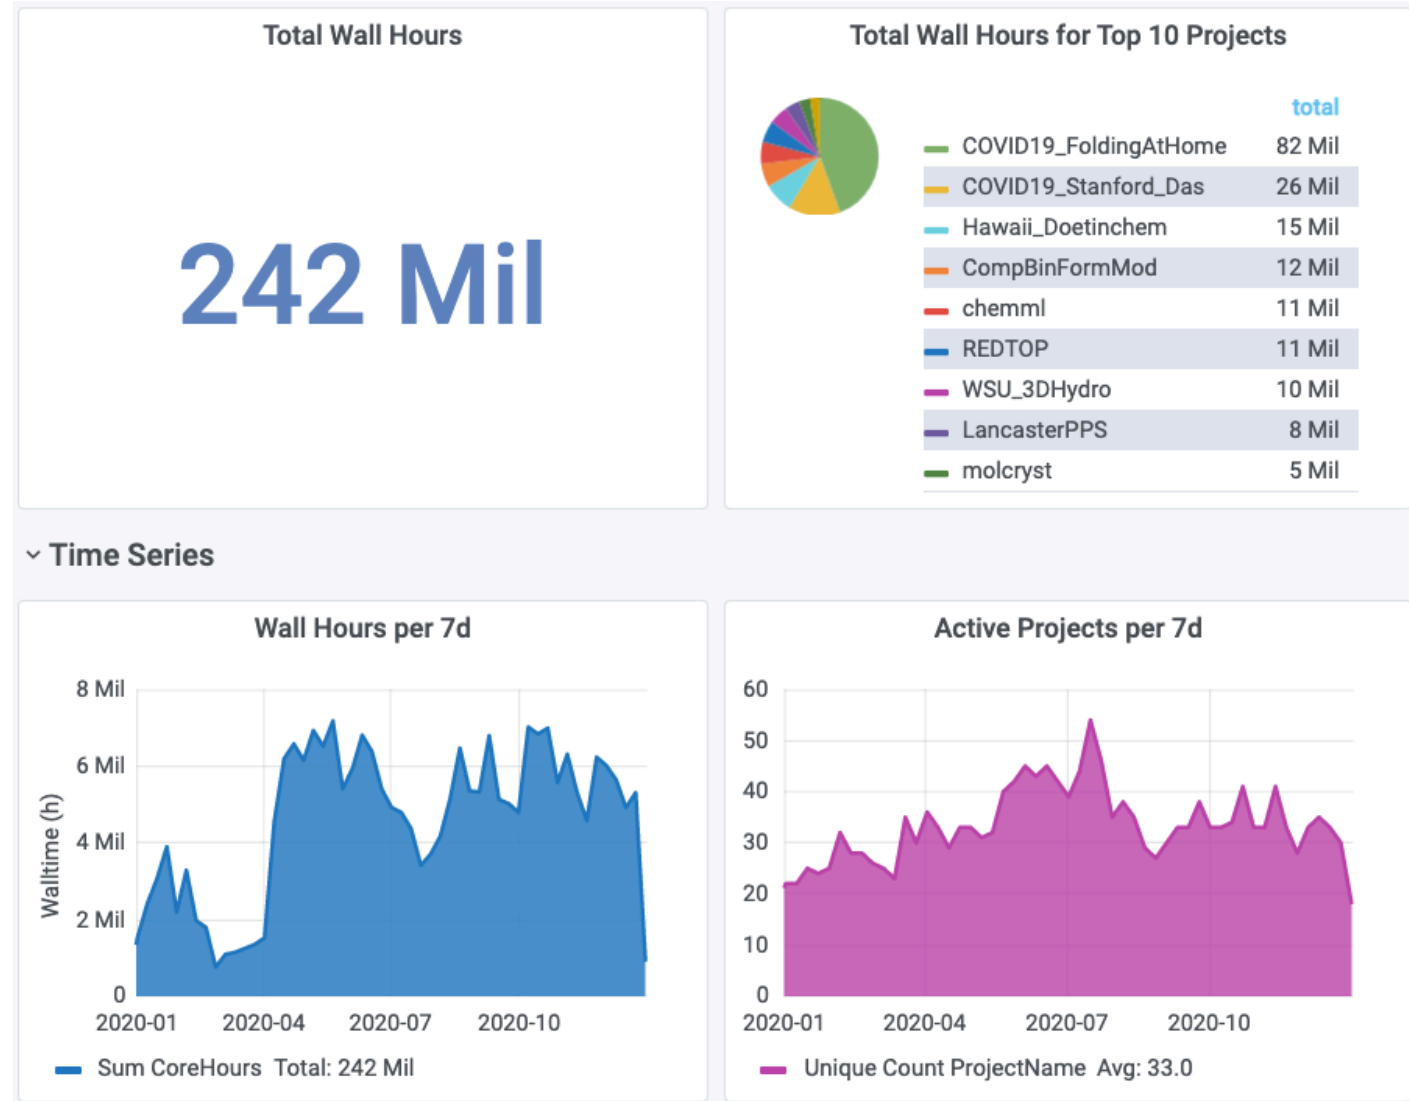 Total Wall Hours
242 Mil
Total Wall Hours for Top 10 Projects
total
COVID19_FoldingAtHome 82 Mil
COVID19_Stanford_Das 26 Mil
Hawaii_Doetinchem 15 Mil
CompBinFormMod 12 Mil
chemml 11 Mil
REDTOP 11 Mil
WSU_3DHydro 10 Mil
LancasterPPS 8 Mil
molcryst 5 Mil
Time Series
Wall Hours per 7d
Walltime (h)
8 Mil
6 Mil
4 Mil
2 Mil
0
2020-01 2020-04 2020-07 2020-10
Sum CoreHours Total: 242 Mil
Active Projects per 7d
60
50
40
30
20
10
0
2020-01 2020-04 2020-07 2020-10
Unique Count ProjectName Avg: 33.0